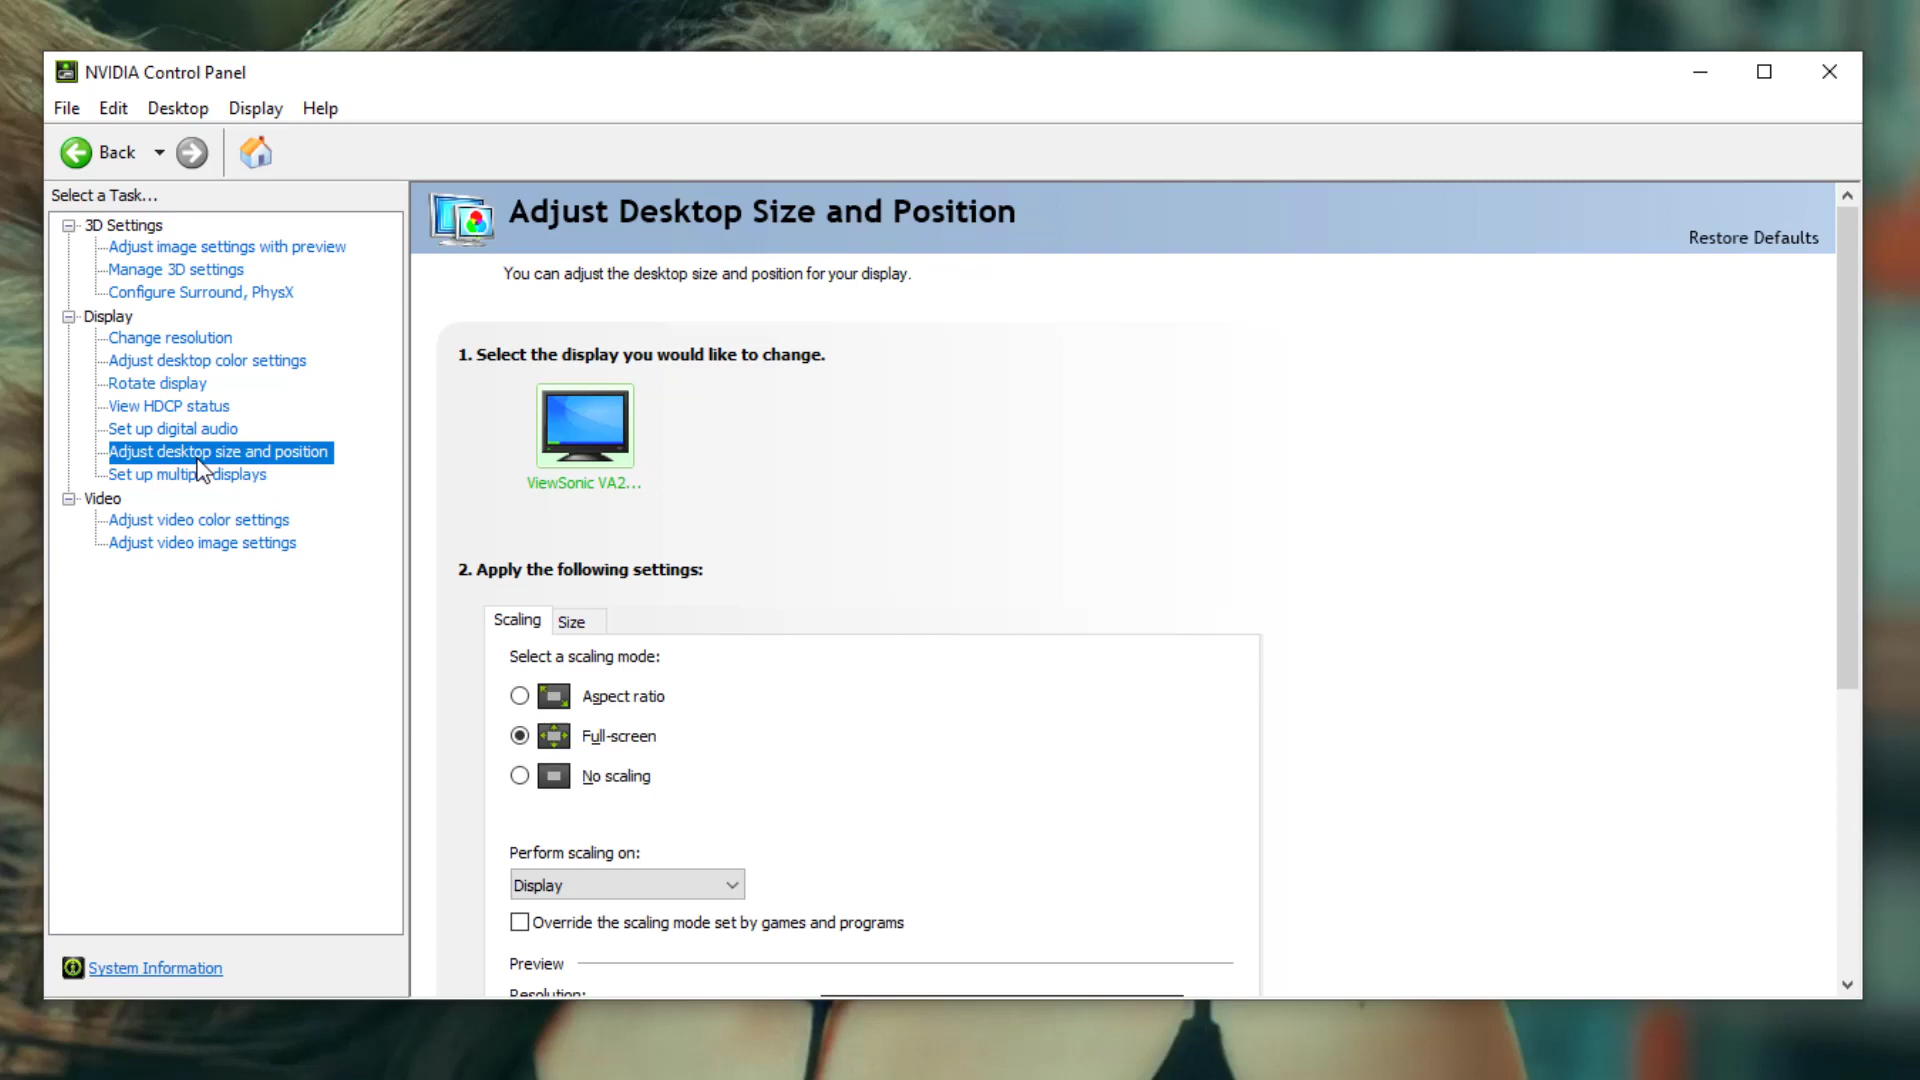 NVIDIA Control Panel
File Edit Desktop Display Help
Back
Select a Task...
3D Settings
Adjust image settings with preview
Manage 3D settings
Configure Surround, PhysX
Display
Change resolution
Adjust desktop color settings
Rotate display
View HDCP status
Set up digital audio
Adjust desktop size and position
Set up multiple displays
Video
Adjust video color settings
Adjust video image settings
System Information
Adjust Desktop Size and Position
Restore Defaults
You can adjust the desktop size and position for your display.
1. Select the display you would like to change.
ViewSonic VA2...
2. Apply the following settings:
Scaling Size
Select a scaling mode:
Aspect ratio
Full-screen
No scaling
Perform scaling on:
Display
Override the scaling mode set by games and programs
Preview
Resolution: